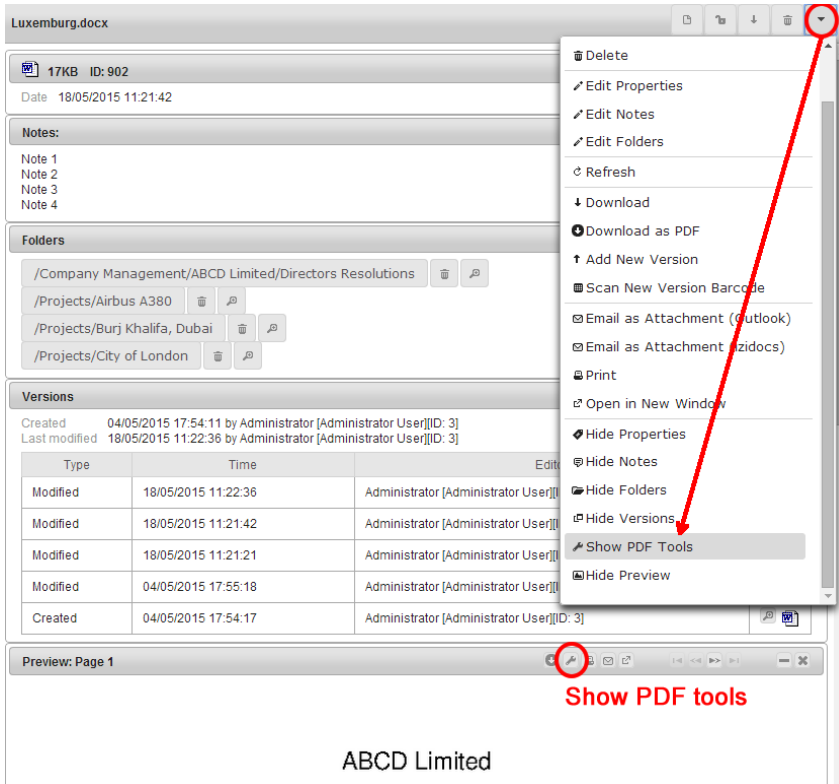 Luxemburg.docx
17KB ID: 902
Date 18/05/2015 11:21:42
Notes:
Note 1
Note 2
Note 3
Note 4
Folders
/Company Management/ABCD Limited/Directors Resolutions
/Projects/Airbus A380
/Projects/Burj Khalifa, Dubai
/Projects/City of London
Versions
Created 04/05/2015 17:54:11 by Administrator [Administrator User][ID: 3]
Last modified 18/05/2015 11:22:36 by Administrator [Administrator User][ID: 3]
Type Time
Modified 18/05/2015 11:22:36 Administrator [Administrator User]
Modified 18/05/2015 11:21:42 Administrator [Administrator User]
Modified 18/05/2015 11:21:21 Administrator [Administrator User]
Modified 04/05/2015 17:55:18 Administrator [Administrator User]
Created 04/05/2015 17:54:17 Administrator [Administrator User][ID: 3]
Delete
Edit Properties
Edit Notes
Edit Folders
Refresh
Download
Download as PDF
Add New Version
Scan New Version Barcode
Email as Attachment (Outlook)
Email as Attachment (Izidocs)
Print
Open in New Window
Hide Properties
Hide Notes
Hide Folders
Hide Versions
Show PDF Tools
Hide Preview
Preview: Page 1
Show PDF tools
ABCD Limited